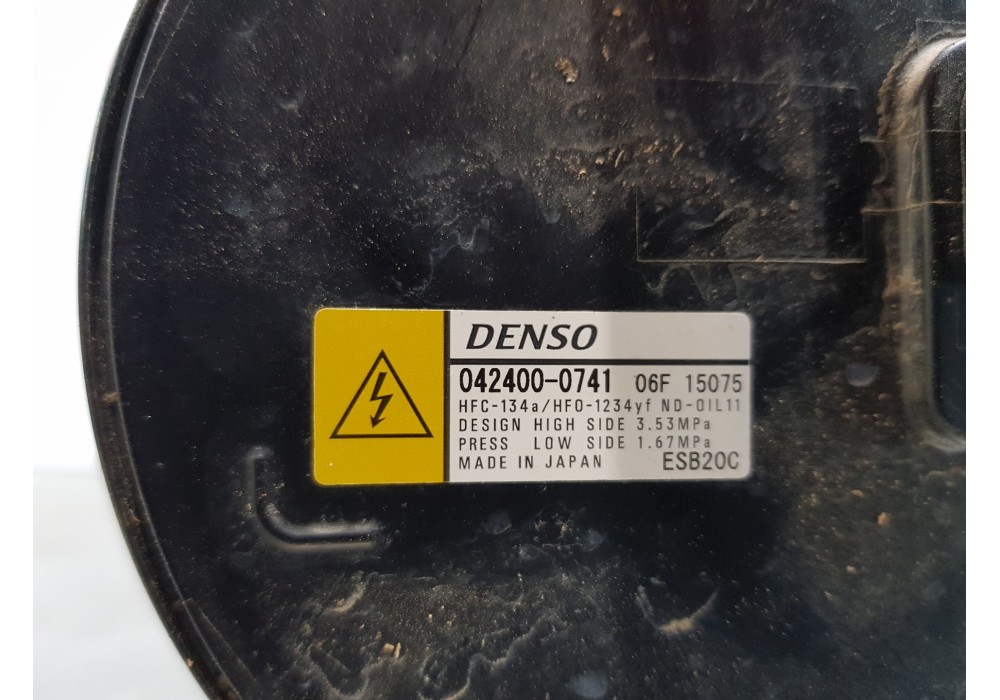 DENSO
042400-0741 06F 15075
HFC-134a/HFO-1234yf ND-OIL11
DESIGN HIGH SIDE 3.53MPa
PRESS LOW SIDE 1.67MPa
MADE IN JAPAN ESB20C